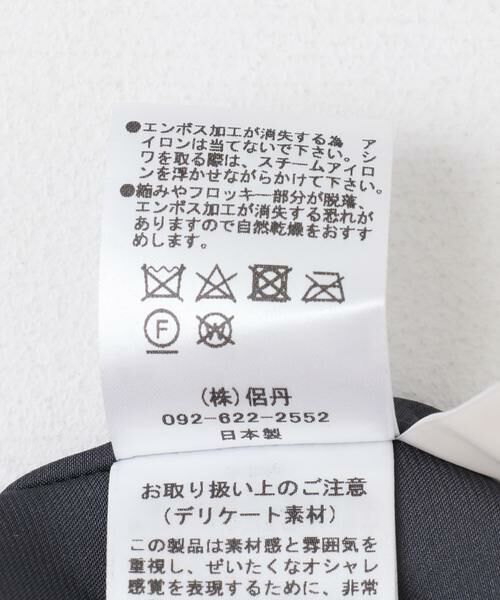 ●エンボス加工が消失する為 ア
イロンは当てないで下さい。シ
ワを取る際は、スチームアイロ
ンを浮かせながらかけて下さい。
●縮みやフロッキー部分が脱落、
エンボス加工が消失する恐れが
ありますので自然乾燥をおすす
めします。
F W
(株)侶丹
092-622-2552
日本製
お取り扱い上のご注意
(デリケート素材)
この製品は素材感と雰囲気を
重視し、ぜいたくなオシャレ
感覚を表現するために、非常